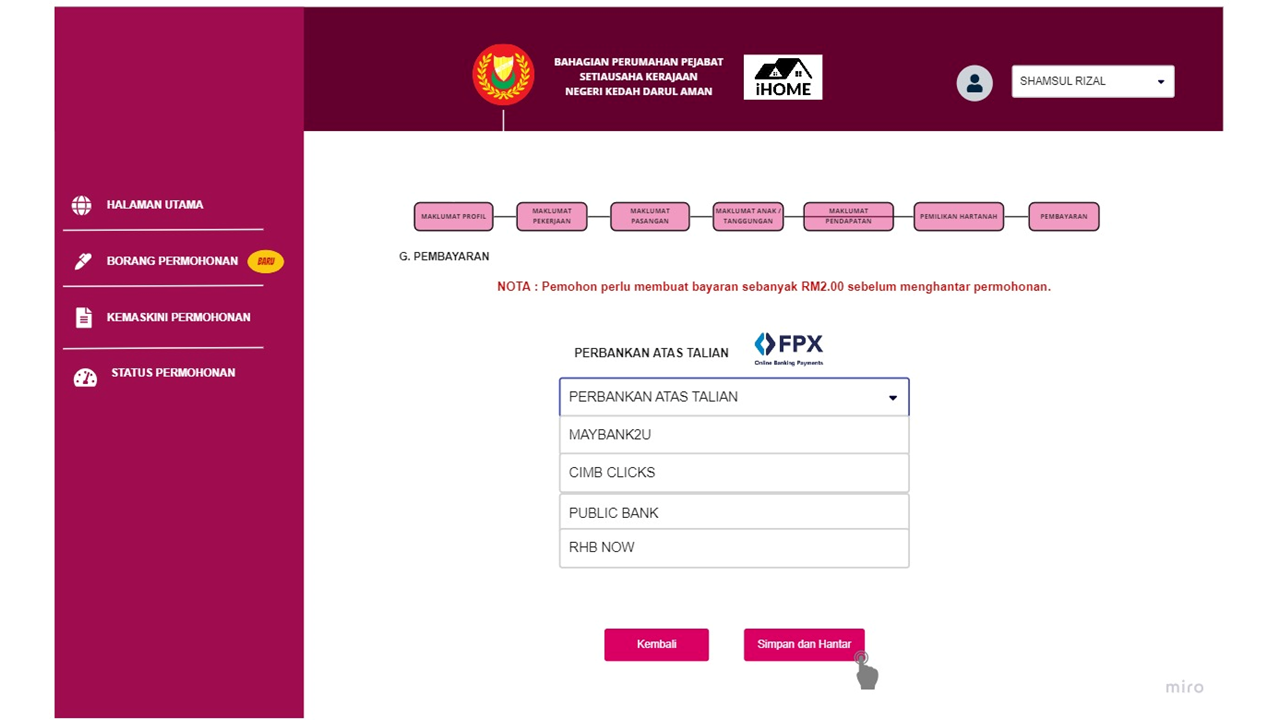 BAHAGIAN PERUMAHAN PEJABAT
SETIAUSAHA KERAJAAN
NEGERI KEDAH DARUL AMAN
iHOME
SHAMSUL RIZAL
HALAMAN UTAMA
BORANG PERMOHONAN
BARU
KEMASKINI PERMOHONAN
STATUS PERMOHONAN
MAKLUMAT PROFIL
MAKLUMAT
PEKERJAAN
MAKLUMAT
PASANGAN
MAKLUMAT ANAK /
TANGGUNGAN
MAKLUMAT
PENDAPATAN
PEMILIKAN HARTANAH
PEMBAYARAN
G. PEMBAYARAN
NOTA : Pemohon perlu membuat bayaran sebanyak RM2.00 sebelum menghantar permohonan.
PERBANKAN ATAS TALIAN
FPX
Online Banking Payments
PERBANKAN ATAS TALIAN
MAYBANK2U
CIMB CLICKS
PUBLIC BANK
RHB NOW
Kembali
Simpan dan Hantar
miro